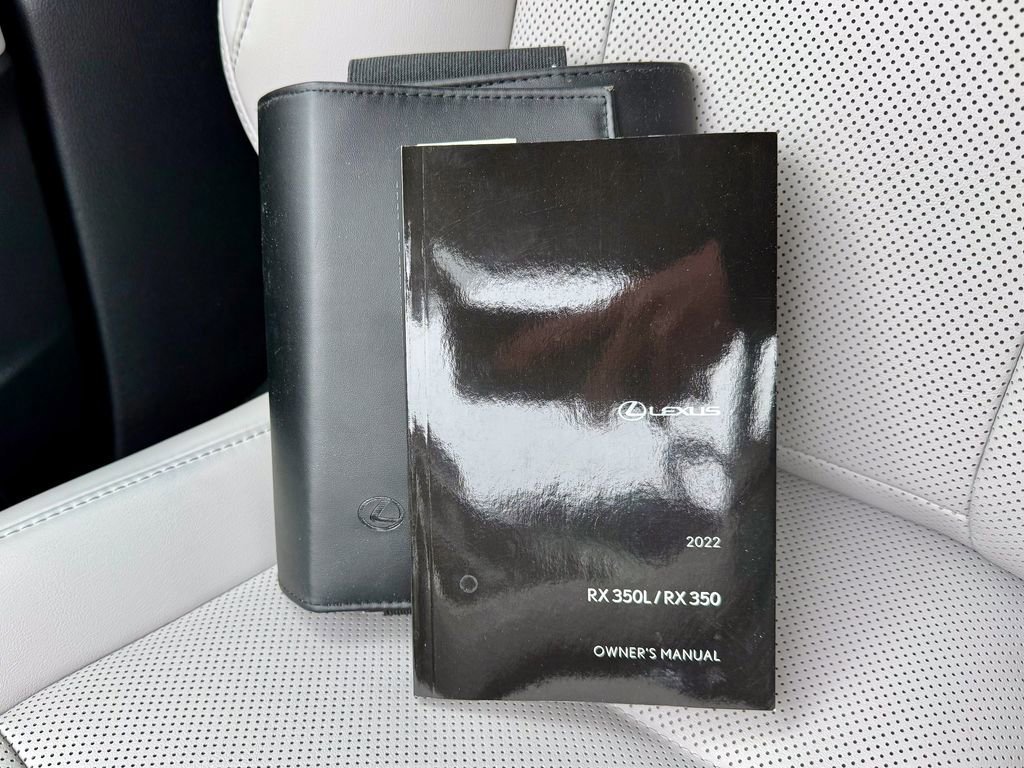 LEXUS
2022
RX 350L / RX 350
OWNER'S MANUAL